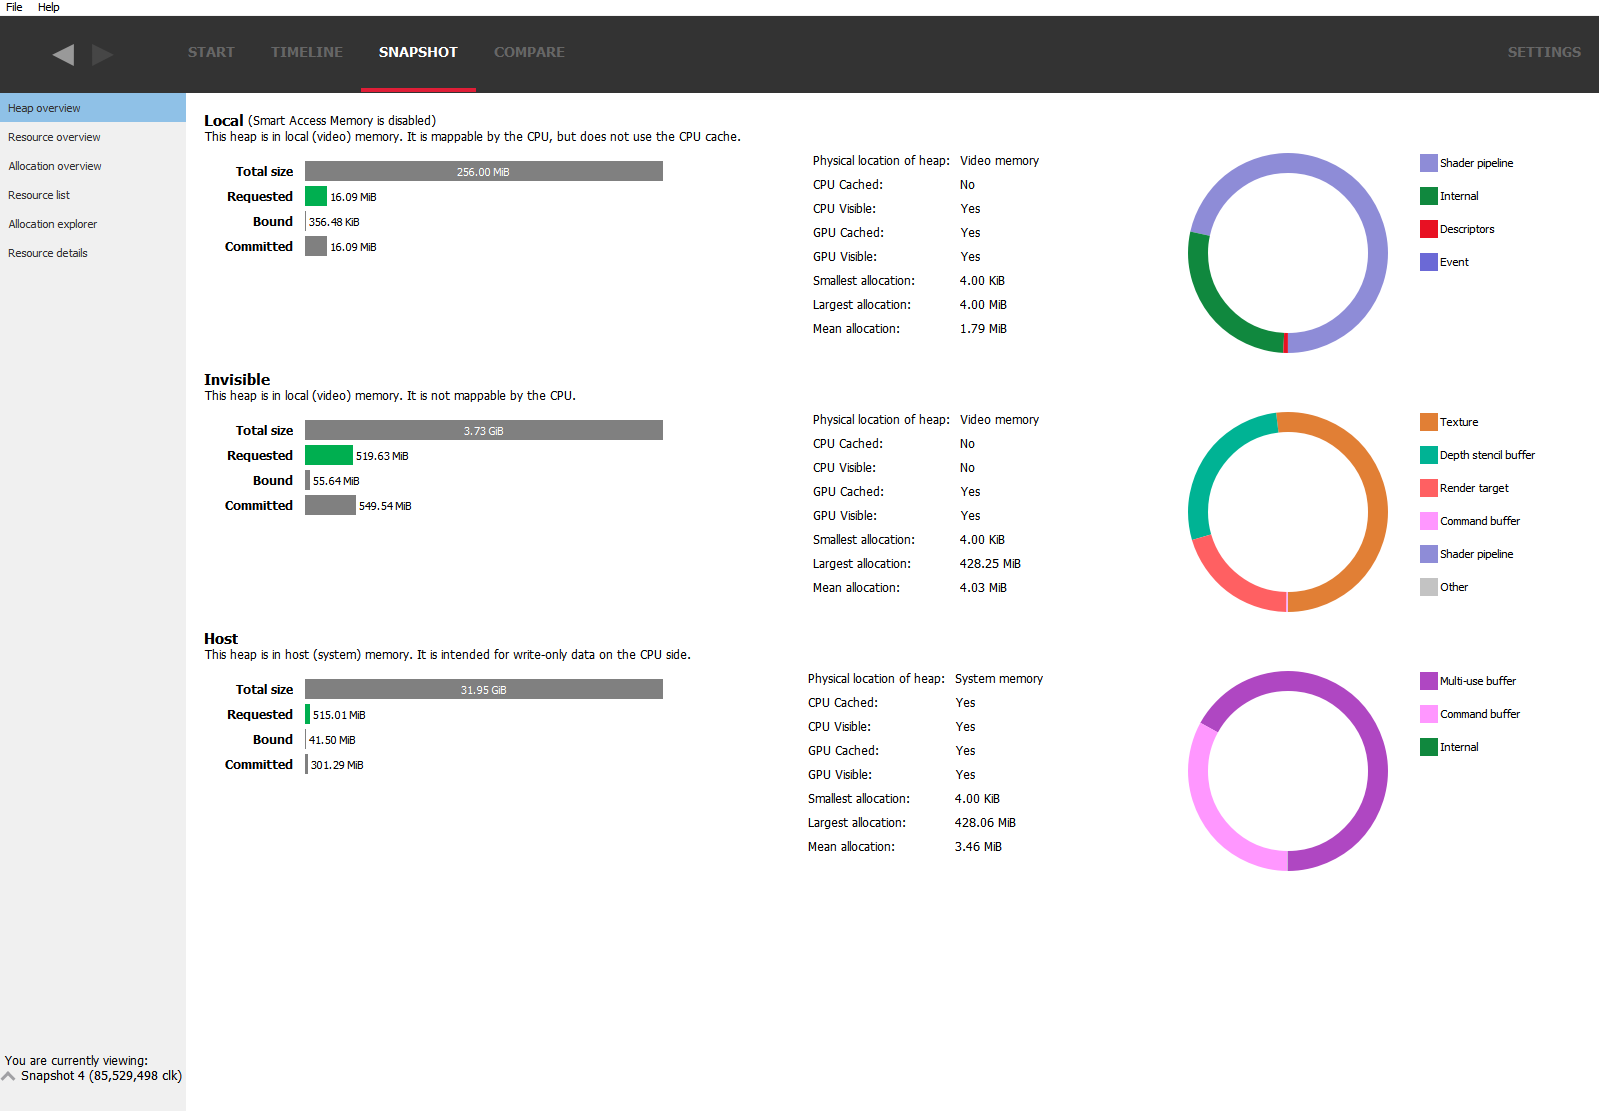 File Help
START TIMELINE SNAPSHOT COMPARE SETTINGS
Heap overview
Resource overview
Allocation overview
Resource list
Allocation explorer
Resource details
Local (Smart Access Memory is disabled)
This heap is in local (video) memory. It is mappable by the CPU, but does not use the CPU cache.
Total size 256.00 MiB
Requested 16.09 MiB
Bound 356.48 KiB
Committed 16.09 MiB
Physical location of heap: Video memory
CPU Cached: No
CPU Visible: Yes
GPU Cached: Yes
GPU Visible: Yes
Smallest allocation: 4.00 KiB
Largest allocation: 4.00 MiB
Mean allocation: 1.79 MiB
Shader pipeline
Internal
Descriptors
Event
Invisible
This heap is in local (video) memory. It is not mappable by the CPU.
Total size 3.73 GiB
Requested 519.63 MiB
Bound 55.64 MiB
Committed 549.54 MiB
Physical location of heap: Video memory
CPU Cached: No
CPU Visible: No
GPU Cached: Yes
GPU Visible: Yes
Smallest allocation: 4.00 KiB
Largest allocation: 428.25 MiB
Mean allocation: 4.03 MiB
Texture
Depth stencil buffer
Render target
Command buffer
Shader pipeline
Other
Host
This heap is in host (system) memory. It is intended for write-only data on the CPU side.
Total size 31.95 GiB
Requested 515.01 MiB
Bound 41.50 MiB
Committed 301.29 MiB
Physical location of heap: System memory
CPU Cached: Yes
CPU Visible: Yes
GPU Cached: Yes
GPU Visible: Yes
Smallest allocation: 4.00 KiB
Largest allocation: 428.06 MiB
Mean allocation: 3.46 MiB
Multi-use buffer
Command buffer
Internal
You are currently viewing:
Snapshot 4 (85,529,498 clk)